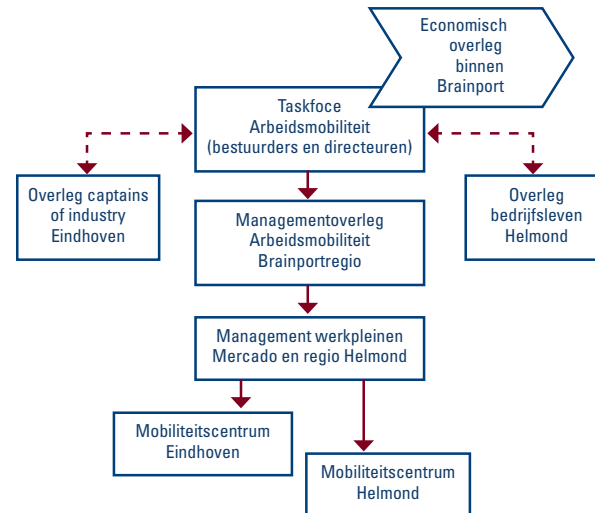 Economisch
overleg
binnen
Brainport
Taskfoce
Arbeidsmobiliteit
(bestuurders en directeuren)
Overleg captains
of industry
Eindhoven
Managementoverleg
Arbeidsmobiliteit
Brainportregio
Overleg
bedrijfsleven
Helmond
Management werkpleinen
Mercado en regio Helmond
Mobiliteitscentrum
Eindhoven
Mobiliteitscentrum
Helmond